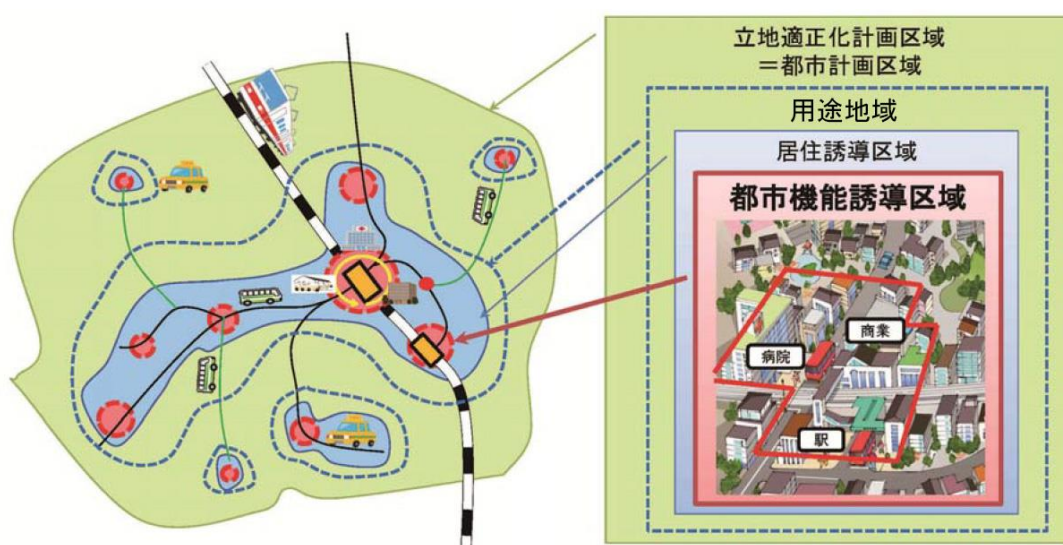 立地適正化計画区域
＝都市計画区域
用途地域
居住誘導区域
都市機能誘導区域
商業
病院
駅